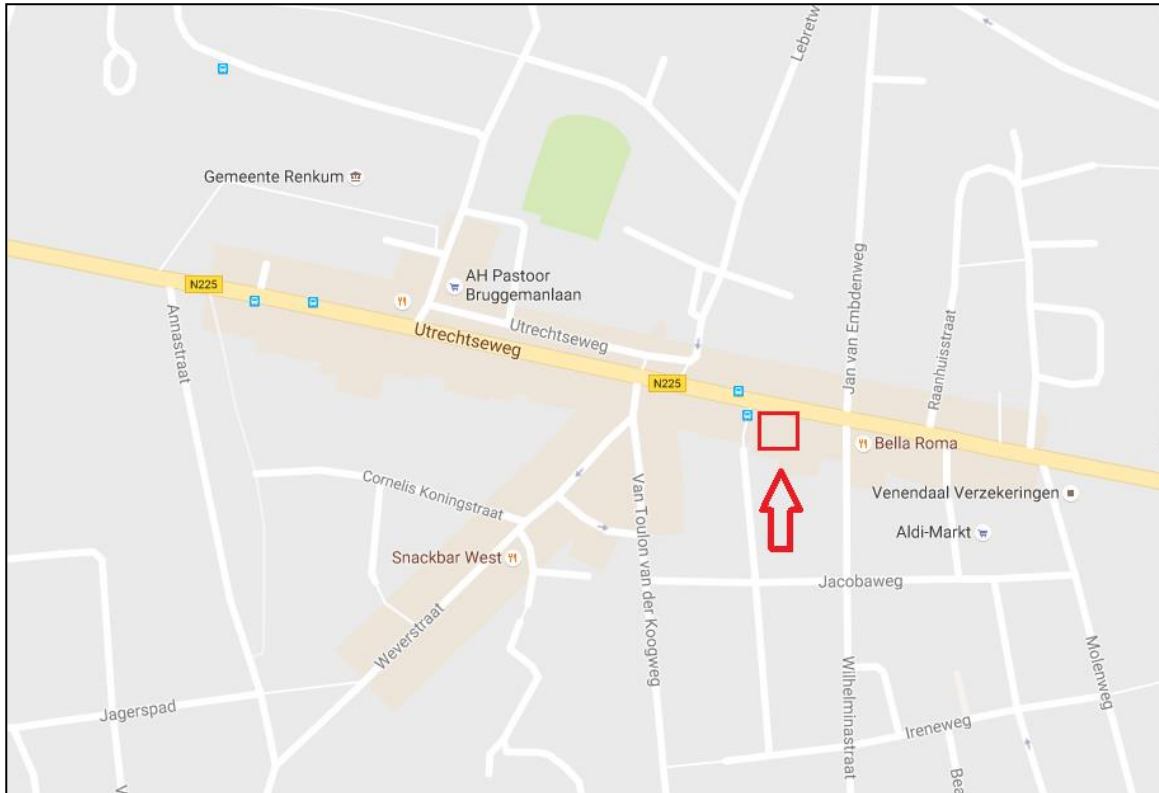 Lebretw
Gemeente Renkum
AH Pastoor
Bruggemanlaan
N225
Annastraat
Utrechtseweg
Utrechtseweg
N225
Jan van Embdenweg
Raanhuisstraat
Bella Roma
Cornelis Koningstraat
Van Toulon van der Koogweg
Venendaal Verzekeringen
Aldi-Markt
Snackbar West
Jacobaweg
Weverstraat
Wilhelminastraat
Molenweg
Jagerspad
Ireneweg
V
Bea